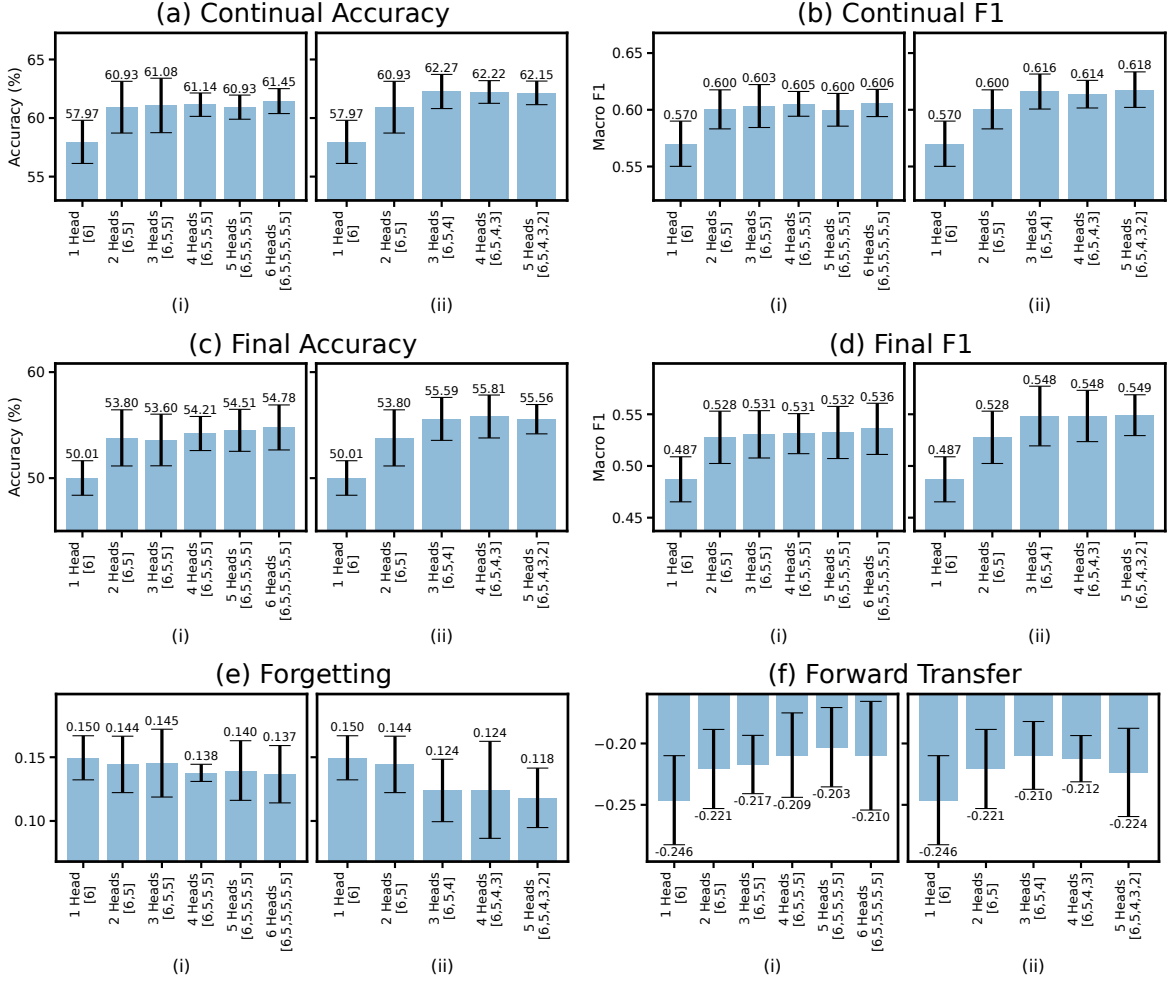 (a) Continual Accuracy
Accuracy (%)
65
60
55
57.97
60.93
61.08
61.14
60.93
61.45
1 Head
[6]
2 Heads
[6,5]
3 Heads
[6,5,5]
4 Heads
[6,5,5,5]
5 Heads
[6,5,5,5,5]
6 Heads
[6,5,5,5,5,5]
(i)
57.97
60.93
62.27
62.22
62.15
1 Head
[6]
2 Heads
[6,5]
3 Heads
[6,5,4]
4 Heads
[6,5,4,3]
5 Heads
[6,5,4,3,2]
(ii)
(b) Continual F1
Macro F1
0.65
0.60
0.55
0.570
0.600
0.603
0.605
0.600
0.606
1 Head
[6]
2 Heads
[6,5]
3 Heads
[6,5,5]
4 Heads
[6,5,5,5]
5 Heads
[6,5,5,5,5]
6 Heads
[6,5,5,5,5,5]
(i)
0.570
0.600
0.616
0.614
0.618
1 Head
[6]
2 Heads
[6,5]
3 Heads
[6,5,4]
4 Heads
[6,5,4,3]
5 Heads
[6,5,4,3,2]
(ii)
(c) Final Accuracy
Accuracy (%)
60
50
50.01
53.80
53.60
54.21
54.51
54.78
1 Head
[6]
2 Heads
[6,5]
3 Heads
[6,5,5]
4 Heads
[6,5,5,5]
5 Heads
[6,5,5,5,5]
6 Heads
[6,5,5,5,5,5]
(i)
50.01
53.80
55.59
55.81
55.56
1 Head
[6]
2 Heads
[6,5]
3 Heads
[6,5,4]
4 Heads
[6,5,4,3]
5 Heads
[6,5,4,3,2]
(ii)
(d) Final F1
Macro F1
0.55
0.50
0.45
0.487
0.528
0.531
0.531
0.532
0.536
1 Head
[6]
2 Heads
[6,5]
3 Heads
[6,5,5]
4 Heads
[6,5,5,5]
5 Heads
[6,5,5,5,5]
6 Heads
[6,5,5,5,5,5]
(i)
0.487
0.528
0.548
0.548
0.549
1 Head
[6]
2 Heads
[6,5]
3 Heads
[6,5,4]
4 Heads
[6,5,4,3]
5 Heads
[6,5,4,3,2]
(ii)
(e) Forgetting
0.15
0.10
0.150
0.144
0.145
0.138
0.140
0.137
1 Head
[6]
2 Heads
[6,5]
3 Heads
[6,5,5]
4 Heads
[6,5,5,5]
5 Heads
[6,5,5,5,5]
6 Heads
[6,5,5,5,5,5]
(i)
0.150
0.144
0.124
0.124
0.118
1 Head
[6]
2 Heads
[6,5]
3 Heads
[6,5,4]
4 Heads
[6,5,4,3]
5 Heads
[6,5,4,3,2]
(ii)
(f) Forward Transfer
−0.20
−0.25
-0.246
-0.221
-0.217
-0.209
-0.203
-0.210
1 Head
[6]
2 Heads
[6,5]
3 Heads
[6,5,5]
4 Heads
[6,5,5,5]
5 Heads
[6,5,5,5,5]
6 Heads
[6,5,5,5,5,5]
(i)
-0.246
-0.221
-0.210
-0.212
-0.224
1 Head
[6]
2 Heads
[6,5]
3 Heads
[6,5,4]
4 Heads
[6,5,4,3]
5 Heads
[6,5,4,3,2]
(ii)